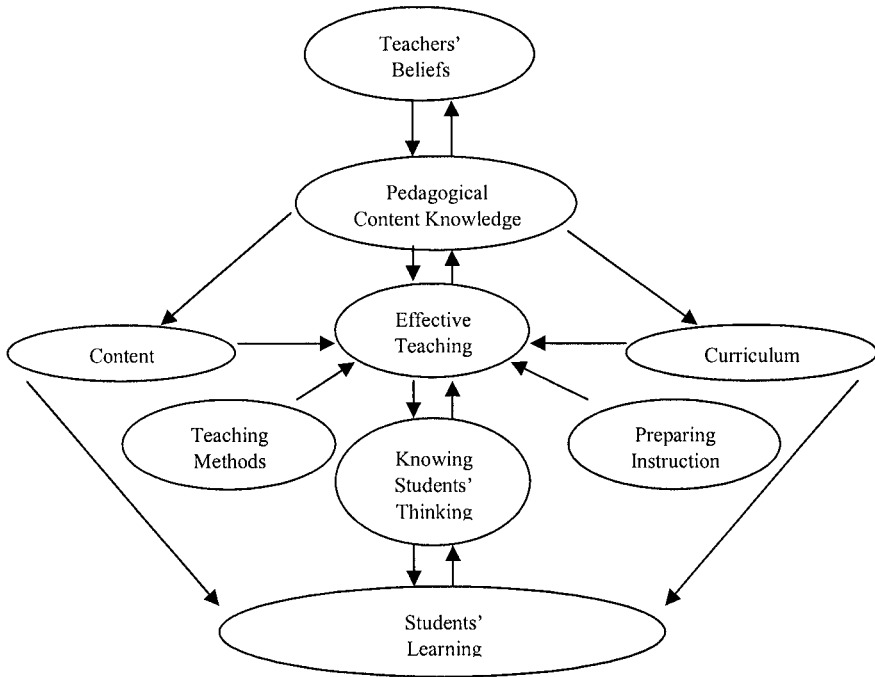 Teachers’
Beliefs
Pedagogical
Content Knowledge
Effective
Teaching
Content
Curriculum
Teaching
Methods
Knowing
Students’
Thinking
Preparing
Instruction
Students’
Learning